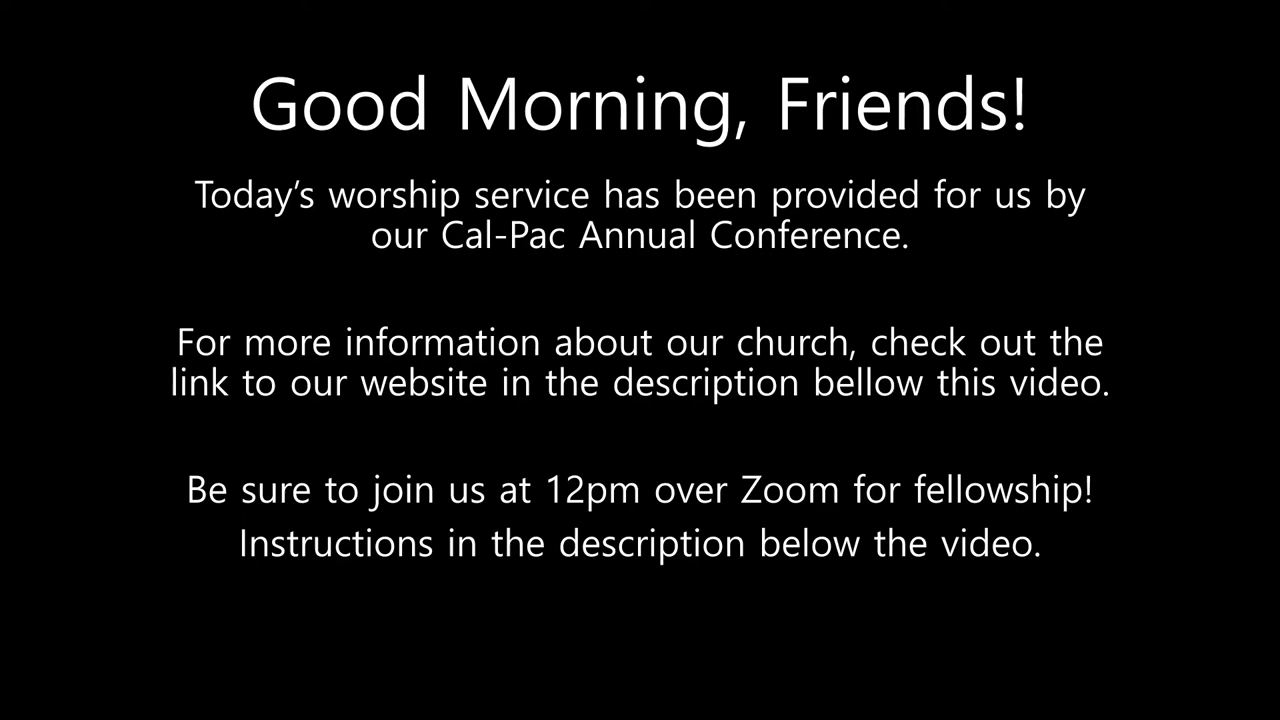 Good Morning, Friends!
Today’s worship service has been provided for us by
our Cal-Pac Annual Conference.
For more information about our church, check out the
link to our website in the description bellow this video.
Be sure to join us at 12pm over Zoom for fellowship!
Instructions in the description below the video.